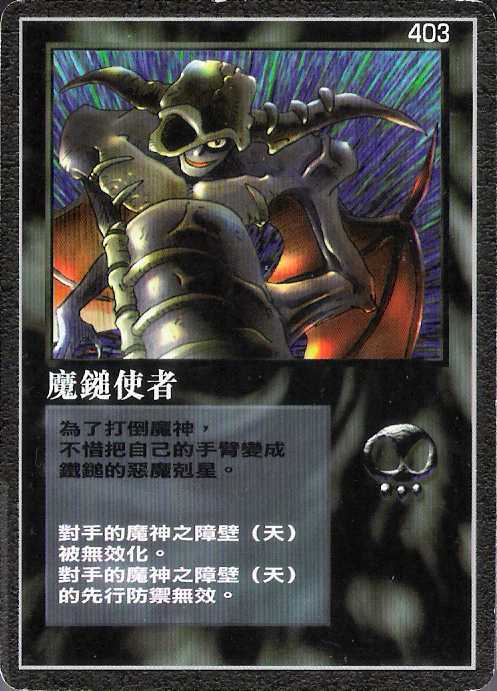 403
魔鎚使者
為了打倒魔神，
不惜把自己的手臂變成
鐵鎚的惡魔剋星。
對手的魔神之障壁（天）
被無效化。
對手的魔神之障壁（天）
的先行防禦無效。